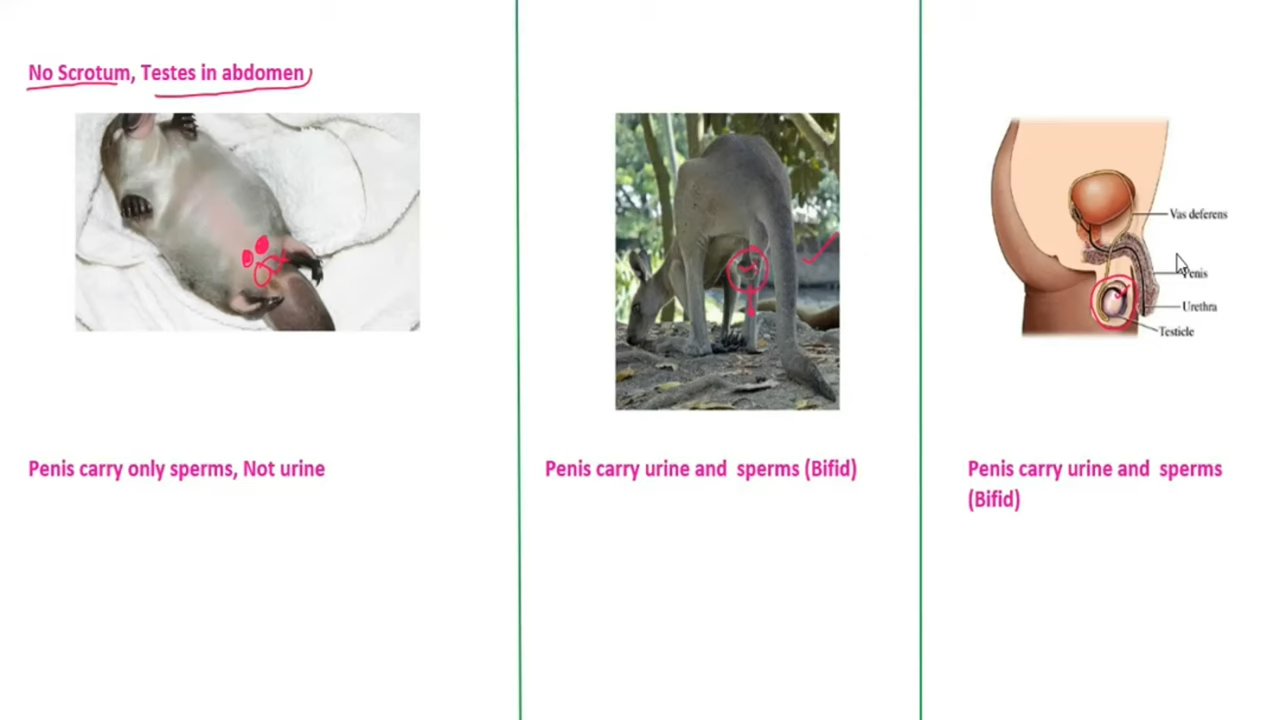 No Scrotum, Testes in abdomen
Vas deferens
Penis
Urethra
Testicle
Penis carry only sperms, Not urine
Penis carry urine and sperms (Bifid)
Penis carry urine and sperms
(Bifid)